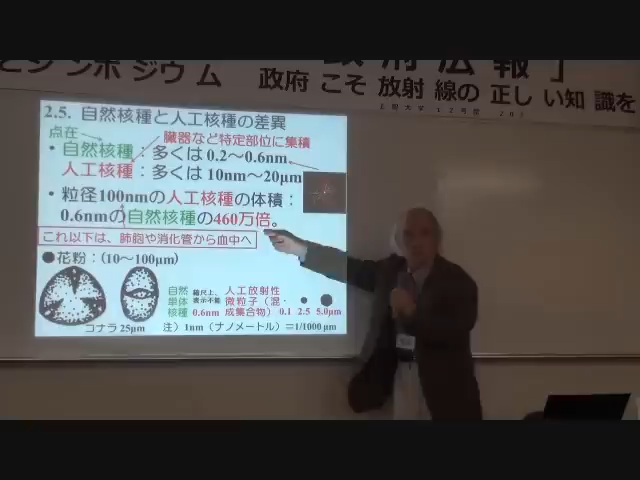 政府広報」
とシンポジウム 政府こそ放射線の正しい知識を
2.5. 自然核種と人工核種の差異
点在 臓器など特定部位に集積
・自然核種：多くは 0.2～0.6nm
人工核種：多くは 10nm～20μm
・粒径100nmの人工核種の体積：
0.6nmの自然核種の460万倍。
これ以下は、肺胞や消化管から血中へ
●花粉：(10～100μm)
自然 縮尺上、 人工放射性
単体 表示不能 微粒子（混・
核種 0.6nm 成集合物） 0.1 2.5 5.0μm
コナラ 25μm 注）1nm（ナノメートル）＝1/1000 μm